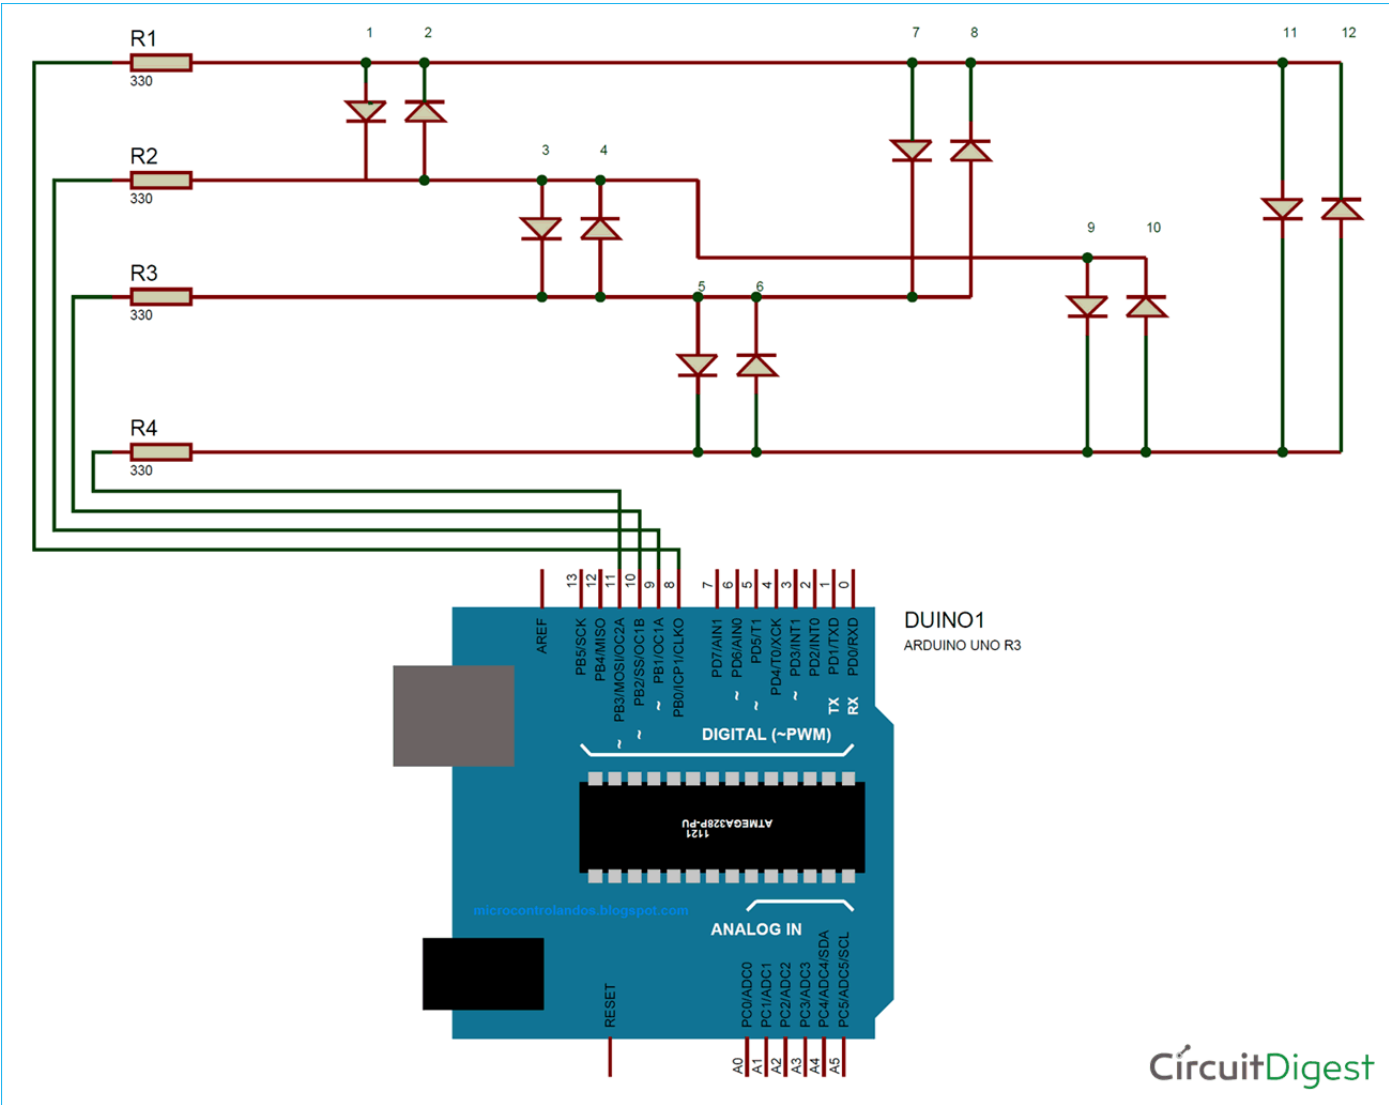 R1
330
1
2
7
8
11
12
R2
330
3
4
9
10
R3
330
5
6
R4
330
13
12
11
10
9
8
7
6
5
4
3
2
1
0
AREF
PB5/SCK
PB4/MISO
PB3/MOSI/OC2A
PB2/SS/OC1B
PB1/OC1A
PB0/ICP1/CLKO
PD7/AIN1
PD6/AIN0
PD5/T1
PD4/T0/XCK
PD3/INT1
PD2/INT0
PD1/TXD
PD0/RXD
~ ~ ~ ~ ~ ~
TX
RX
DUINO1
ARDUINO UNO R3
DIGITAL (~PWM)
1121
ATMEGA328P-PU
microcontrolandos.blogspot.com
ANALOG IN
RESET
PC0/ADC0
PC1/ADC1
PC2/ADC2
PC3/ADC3
PC4/ADC4/SDA
PC5/ADC5/SCL
A0
A1
A2
A3
A4
A5
CircuitDigest